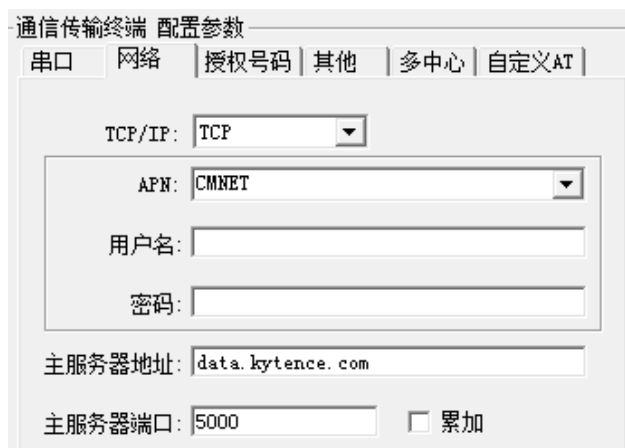 通信传输终端 配置参数
串口 网络 授权号码 其他 多中心 自定义AT
TCP/IP: TCP
APN: CMNET
用户名:
密码:
主服务器地址: data.kytence.com
主服务器端口: 5000 累加